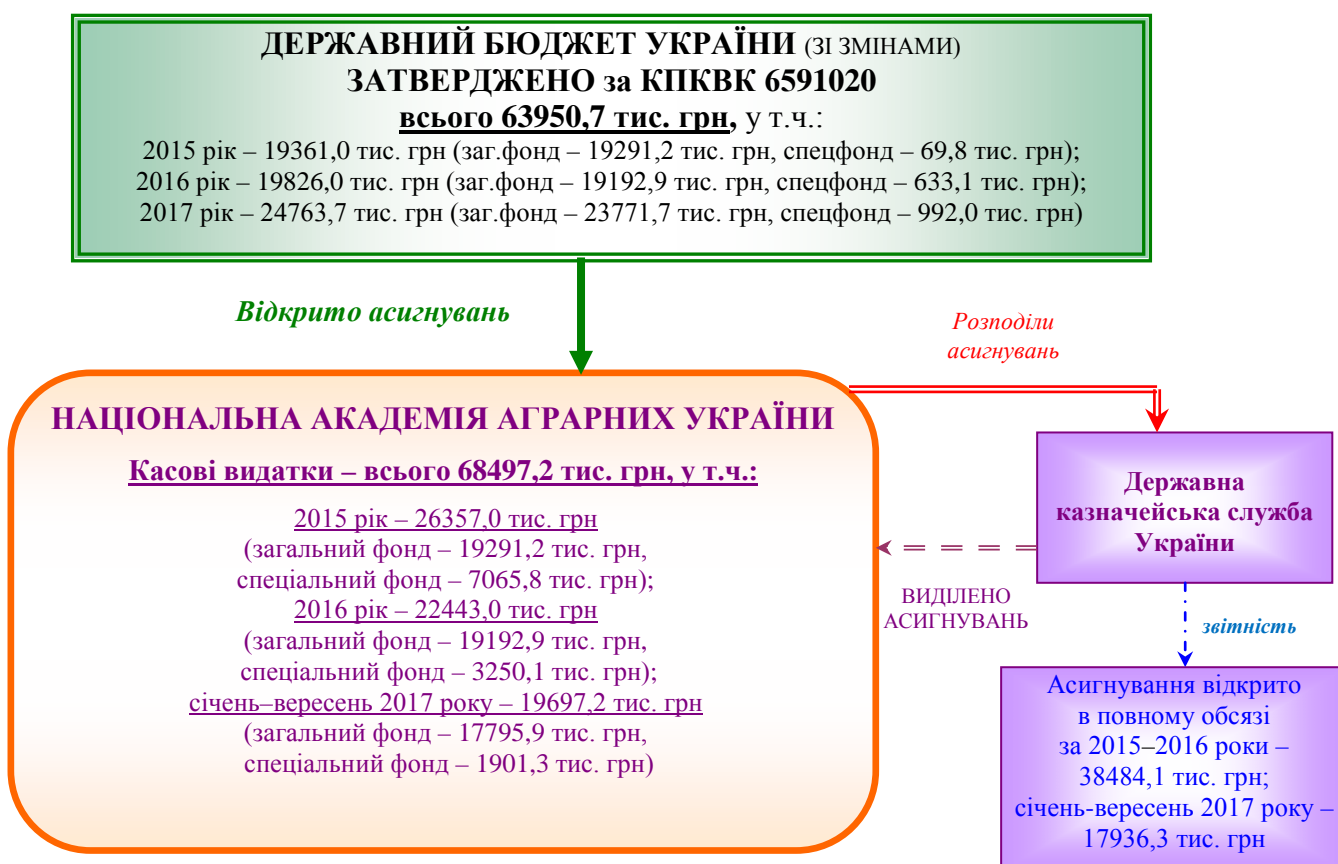 ДЕРЖАВНИЙ БЮДЖЕТ УКРАЇНИ (ЗІ ЗМІНАМИ)
ЗАТВЕРДЖЕНО за КПКВК 6591020
всього 63950,7 тис. грн, у т.ч.:
2015 рік – 19361,0 тис. грн (заг.фонд – 19291,2 тис. грн, спецфонд – 69,8 тис. грн);
2016 рік – 19826,0 тис. грн (заг.фонд – 19192,9 тис. грн, спецфонд – 633,1 тис. грн);
2017 рік – 24763,7 тис. грн (заг.фонд – 23771,7 тис. грн, спецфонд – 992,0 тис. грн)
Відкрито асигнувань
Розподіли
асигнувань
НАЦІОНАЛЬНА АКАДЕМІЯ АГРАРНИХ УКРАЇНИ
Касові видатки – всього 68497,2 тис. грн, у т.ч.:
2015 рік – 26357,0 тис. грн
(загальний фонд – 19291,2 тис. грн,
спеціальний фонд – 7065,8 тис. грн);
2016 рік – 22443,0 тис. грн
(загальний фонд – 19192,9 тис. грн,
спеціальний фонд – 3250,1 тис. грн);
січень–вересень 2017 року – 19697,2 тис. грн
(загальний фонд – 17795,9 тис. грн,
спеціальний фонд – 1901,3 тис. грн)
Державна
казначейська служба
України
ВИДІЛЕНО
АСИГНУВАНЬ
звітність
Асигнування відкрито
в повному обсязі
за 2015–2016 роки –
38484,1 тис. грн;
січень-вересень 2017 року –
17936,3 тис. грн